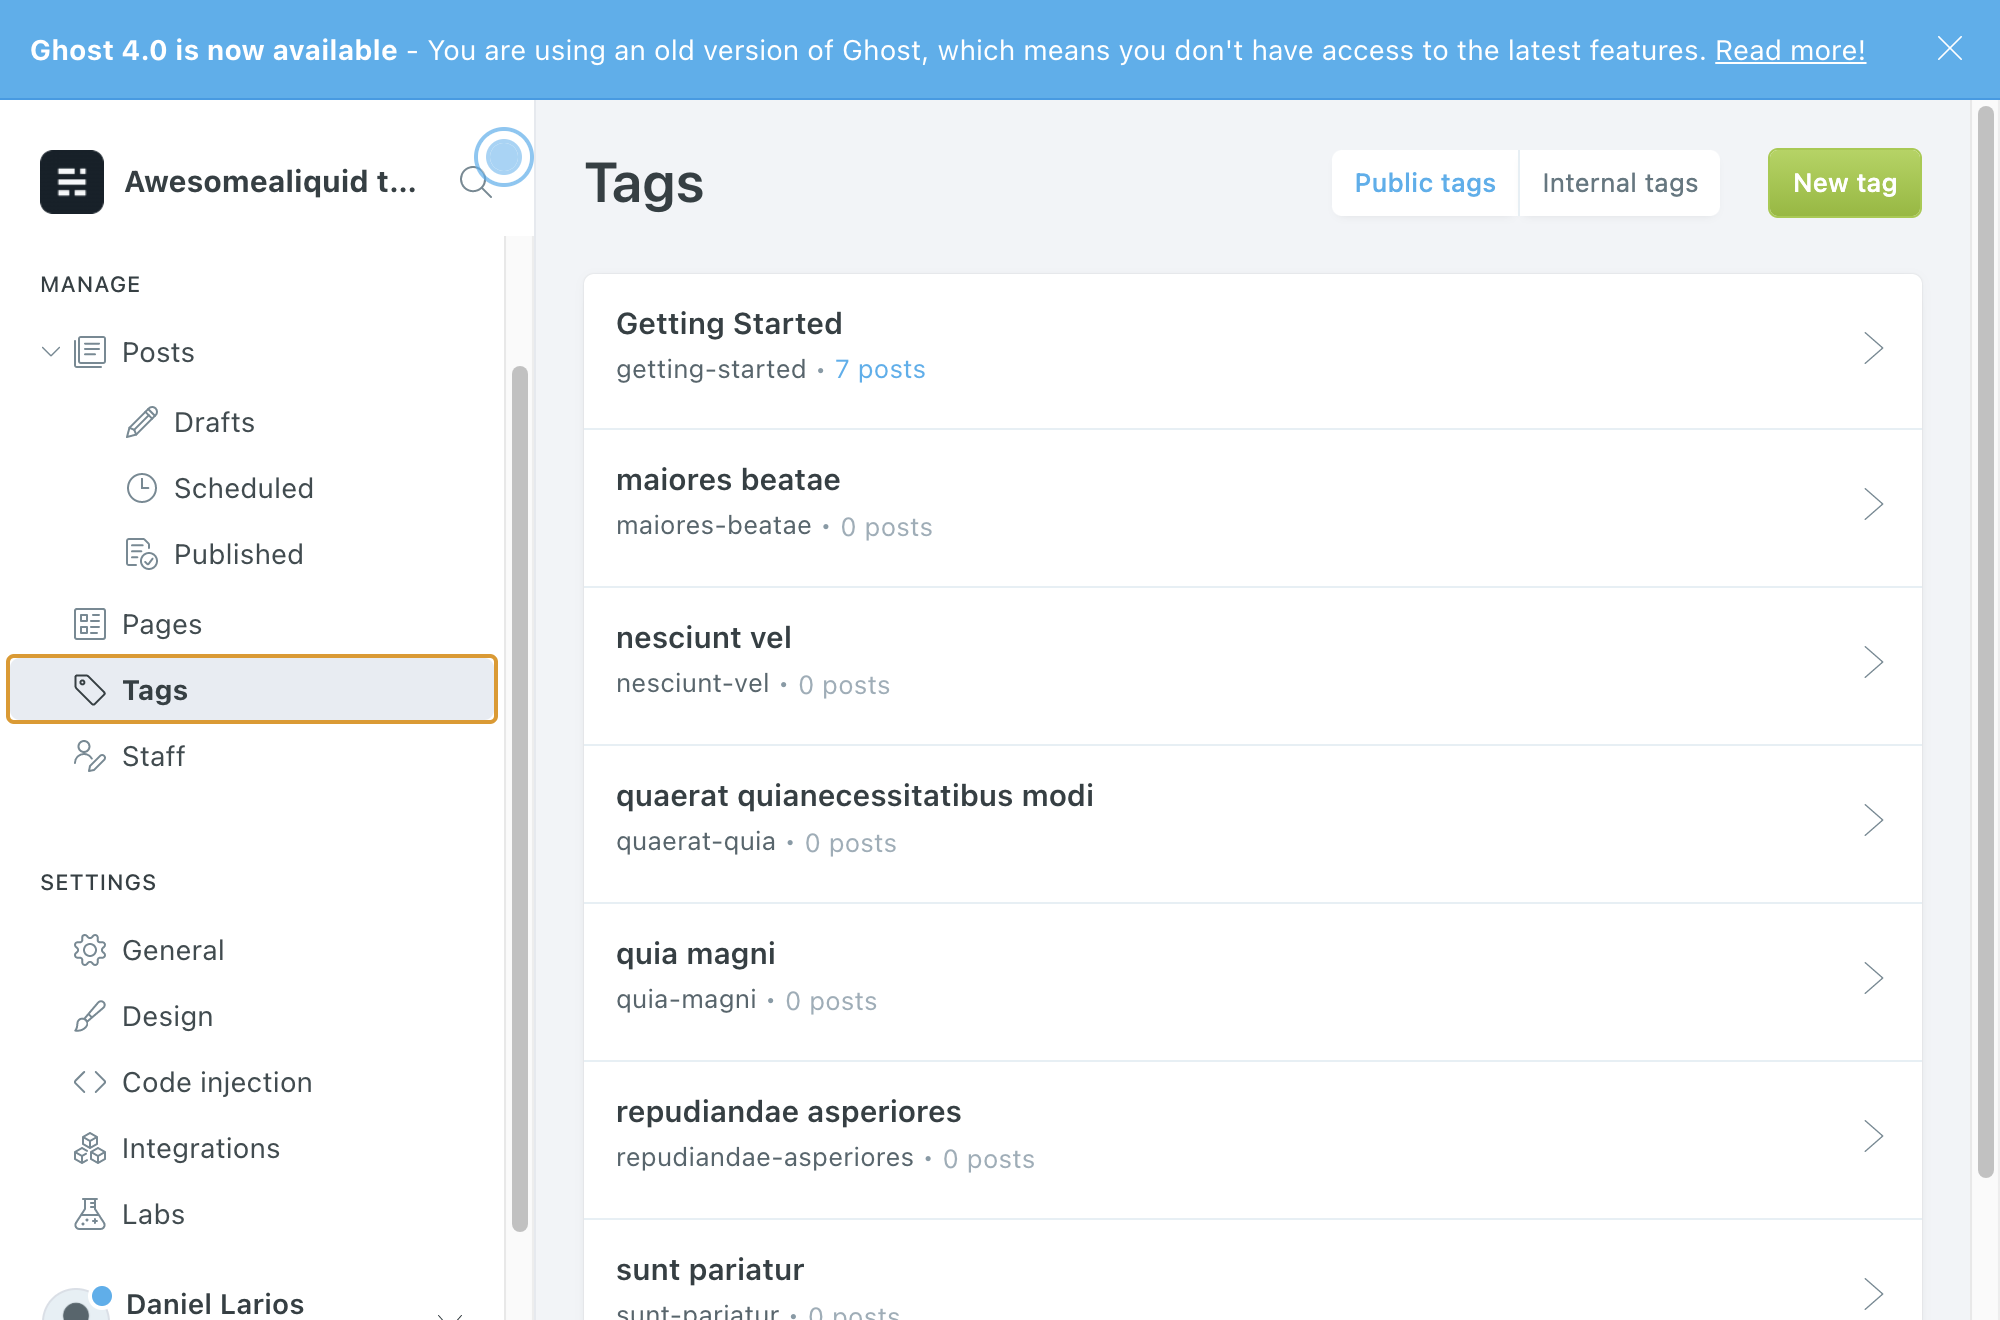 Ghost 4.0 is now available - You are using an old version of Ghost, which means you don't have access to the latest features. Read more!
Awesomealiquid t...
MANAGE
Posts
Drafts
Scheduled
Published
Pages
Tags
Staff
SETTINGS
General
Design
Code injection
Integrations
Labs
Daniel Larios
Tags
Public tags
Internal tags
New tag
Getting Started
getting-started • 7 posts
maiores beatae
maiores-beatae • 0 posts
nesciunt vel
nesciunt-vel • 0 posts
quaerat quianecessitatibus modi
quaerat-quia • 0 posts
quia magni
quia-magni • 0 posts
repudiandae asperiores
repudiandae-asperiores • 0 posts
sunt pariatur
sunt-pariatur • 0 posts